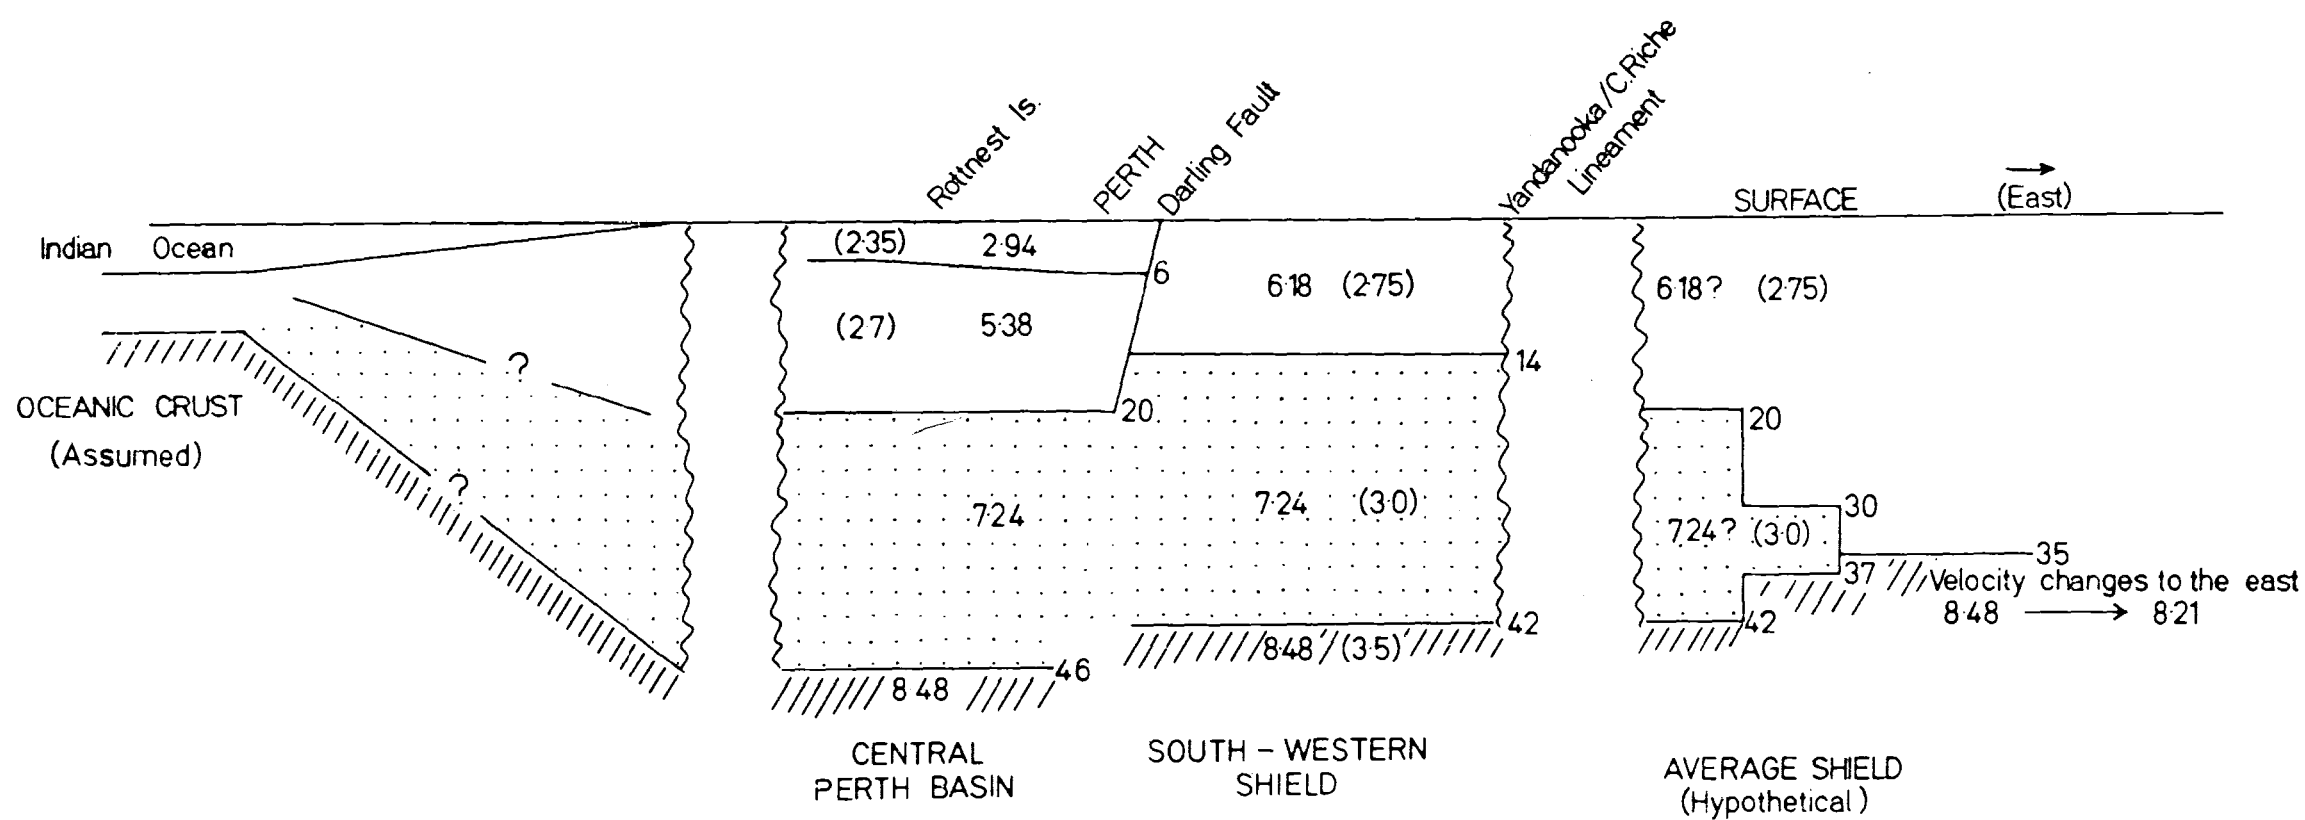 Rottnest Is.
PERTH
Darling Fault
Yandanooka/C.Riche
Lineament
SURFACE
(East)
Indian Ocean
(2·35) 2·94
6
6·18 (2·75)
6·18? (2·75)
(2·7) 5·38
14
?
OCEANIC CRUST
(Assumed)
20
20
?
7·24
7·24 (3·0)
30
7·24? (3·0)
35
37
Velocity changes to the east
8·48 8·21
42
42
8·48 (3·5)
46
8·48
CENTRAL
PERTH BASIN
SOUTH - WESTERN
SHIELD
AVERAGE SHIELD
(Hypothetical)